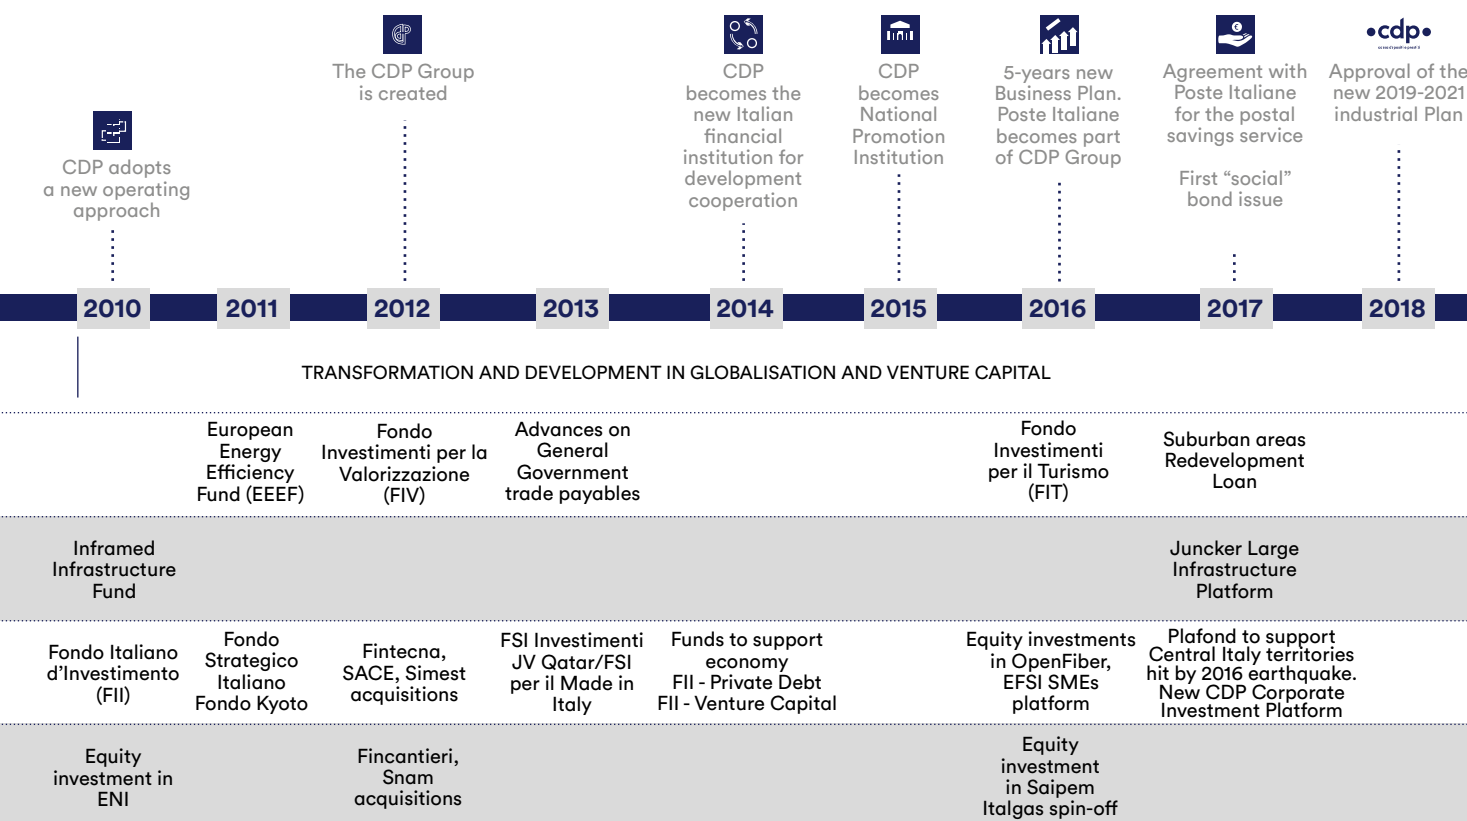 The CDP Group
is created
CDP
becomes the
new Italian
financial
institution for
development
cooperation
CDP
becomes
National
Promotion
Institution
5-years new
Business Plan.
Poste Italiane
becomes part
of CDP Group
Agreement with
Poste Italiane
for the postal
savings service
First “social”
bond issue
•cdp•
Approval of the
new 2019-2021
industrial Plan
CDP adopts
a new operating
approach
2010 2011 2012 2013 2014 2015 2016 2017 2018
TRANSFORMATION AND DEVELOPMENT IN GLOBALISATION AND VENTURE CAPITAL
European
Energy
Efficiency
Fund (EEEF)
Fondo
Investimenti per la
Valorizzazione
(FIV)
Advances on
General
Government
trade payables
Fondo
Investimenti
per il Turismo
(FIT)
Suburban areas
Redevelopment
Loan
Inframed
Infrastructure
Fund
Juncker Large
Infrastructure
Platform
Fondo Italiano
d’Investimento
(FII)
Fondo
Strategico
Italiano
Fondo Kyoto
Fintecna,
SACE, Simest
acquisitions
FSI Investimenti
JV Qatar/FSI
per il Made in
Italy
Funds to support
economy
FII - Private Debt
FII - Venture Capital
Equity investments
in OpenFiber,
EFSI SMEs
platform
Plafond to support
Central Italy territories
hit by 2016 earthquake.
New CDP Corporate
Investment Platform
Equity
investment in
ENI
Fincantieri,
Snam
acquisitions
Equity
investment
in Saipem
Italgas spin-off